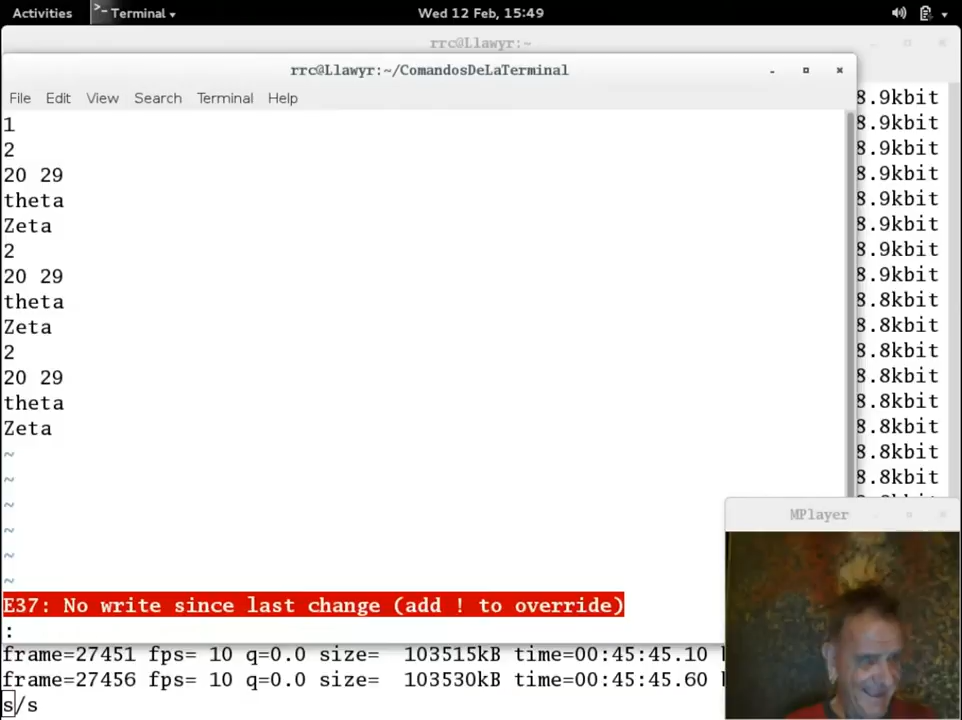 Activities
Terminal
Wed 12 Feb, 15:49
rrc@Llawyr:~
rrc@Llawyr:~/ComandosDeLaTerminal
File Edit View Search Terminal Help
1
2
20 29
theta
Zeta
2
20 29
theta
Zeta
2
20 29
theta
Zeta
~
~
~
~
~
~
E37: No write since last change (add ! to override)
:
8.9kbit
8.9kbit
8.9kbit
8.9kbit
8.9kbit
8.9kbit
8.9kbit
8.9kbit
8.8kbit
8.8kbit
8.8kbit
8.8kbit
8.8kbit
8.8kbit
8.8kbit
8.8kbit
MPlayer
frame=27451 fps= 10 q=0.0 size= 103515kB time=00:45:45.10
frame=27456 fps= 10 q=0.0 size= 103530kB time=00:45:45.60
s/s